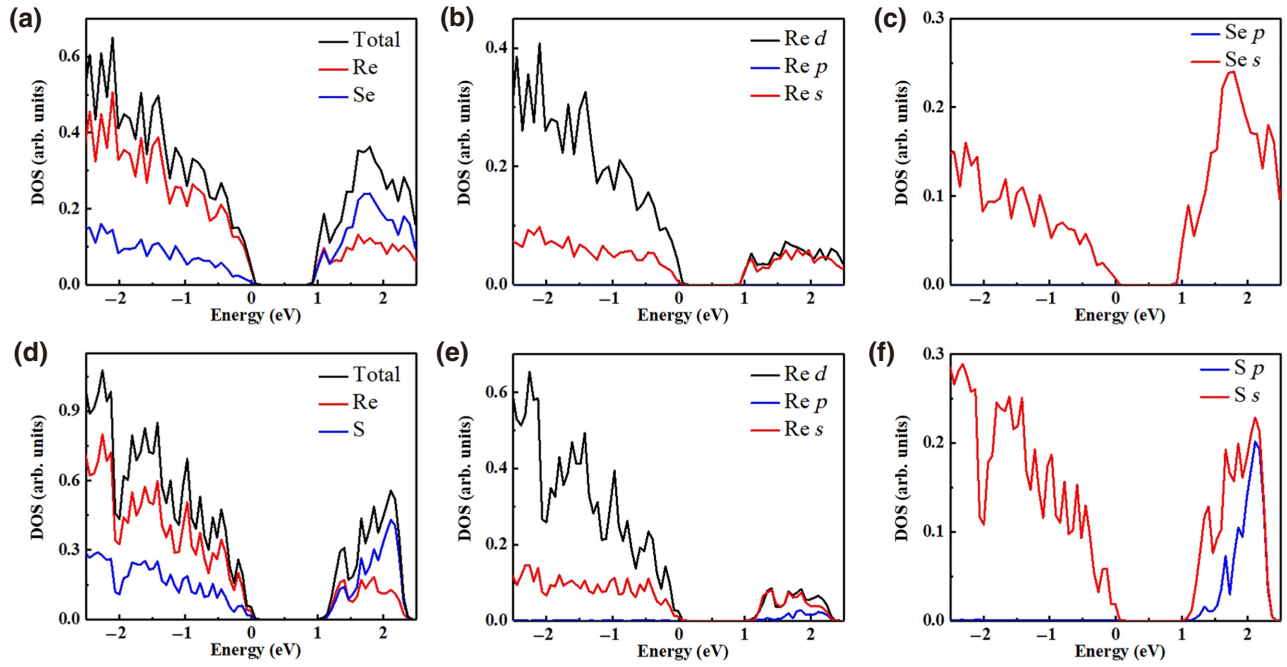 (a)
0.6
0.4
0.2
0.0
DOS (arb. units)
Total
Re
Se
−2 −1 0 1 2
Energy (eV)
(b)
0.4
0.2
0.0
DOS (arb. units)
Re d
Re p
Re s
−2 −1 0 1 2
Energy (eV)
(c)
0.3
0.2
0.1
0.0
DOS (arb. units)
Se p
Se s
−2 −1 0 1 2
Energy (eV)
(d)
0.9
0.6
0.3
0.0
DOS (arb. units)
Total
Re
S
−2 −1 0 1 2
Energy (eV)
(e)
0.6
0.4
0.2
0.0
DOS (arb. units)
Re d
Re p
Re s
−2 −1 0 1 2
Energy (eV)
(f)
0.3
0.2
0.1
0.0
DOS (arb. units)
S p
S s
−2 −1 0 1 2
Energy (eV)